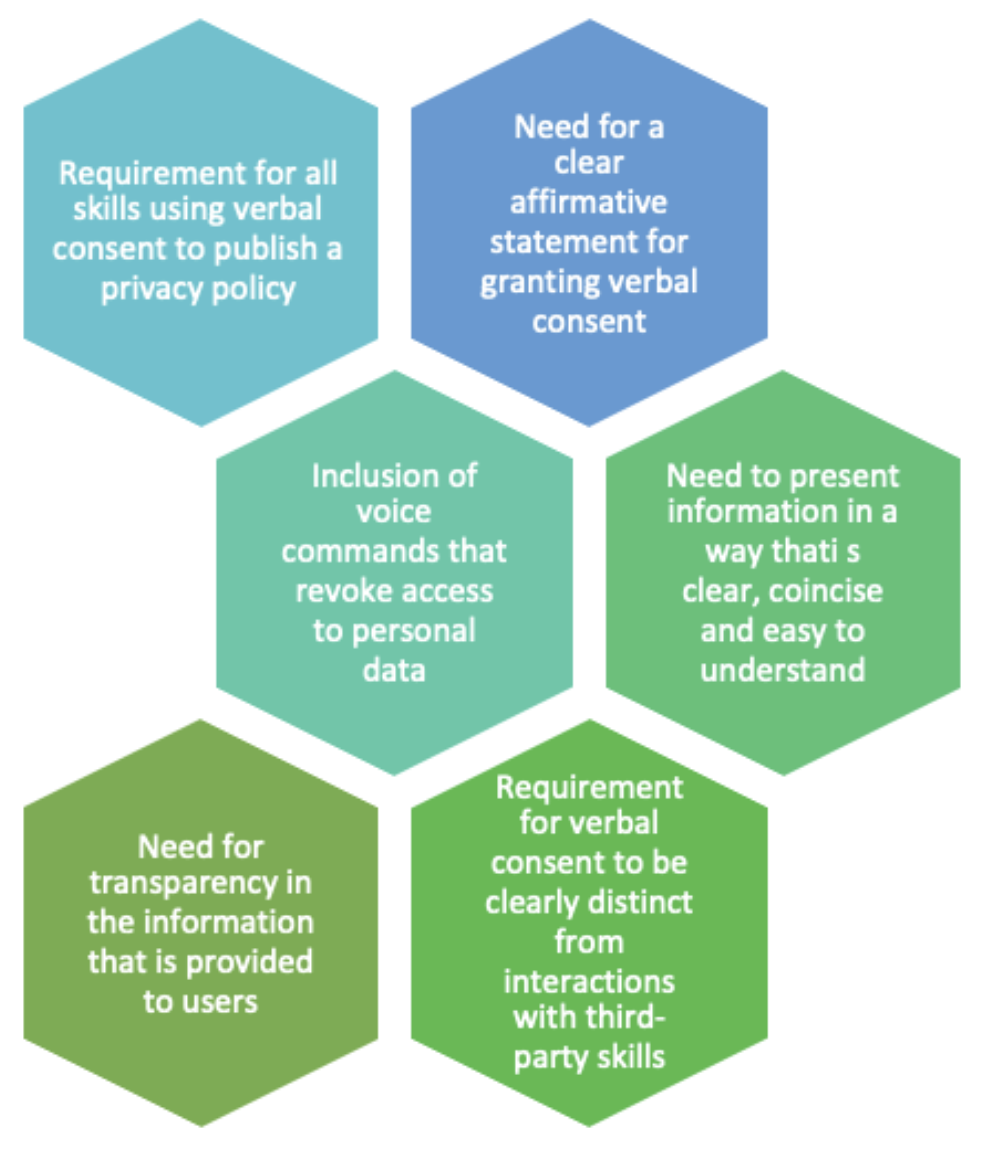 Requirement for all
skills using verbal
consent to publish a
privacy policy
Need for a
clear
affirmative
statement for
granting verbal
consent
Inclusion of
voice
commands that
revoke access
to personal
data
Need to present
information in a
way thati s
clear, coincise
and easy to
understand
Need for
transparency in
the information
that is provided
to users
Requirement
for verbal
consent to be
clearly distinct
from
interactions
with third-
party skills